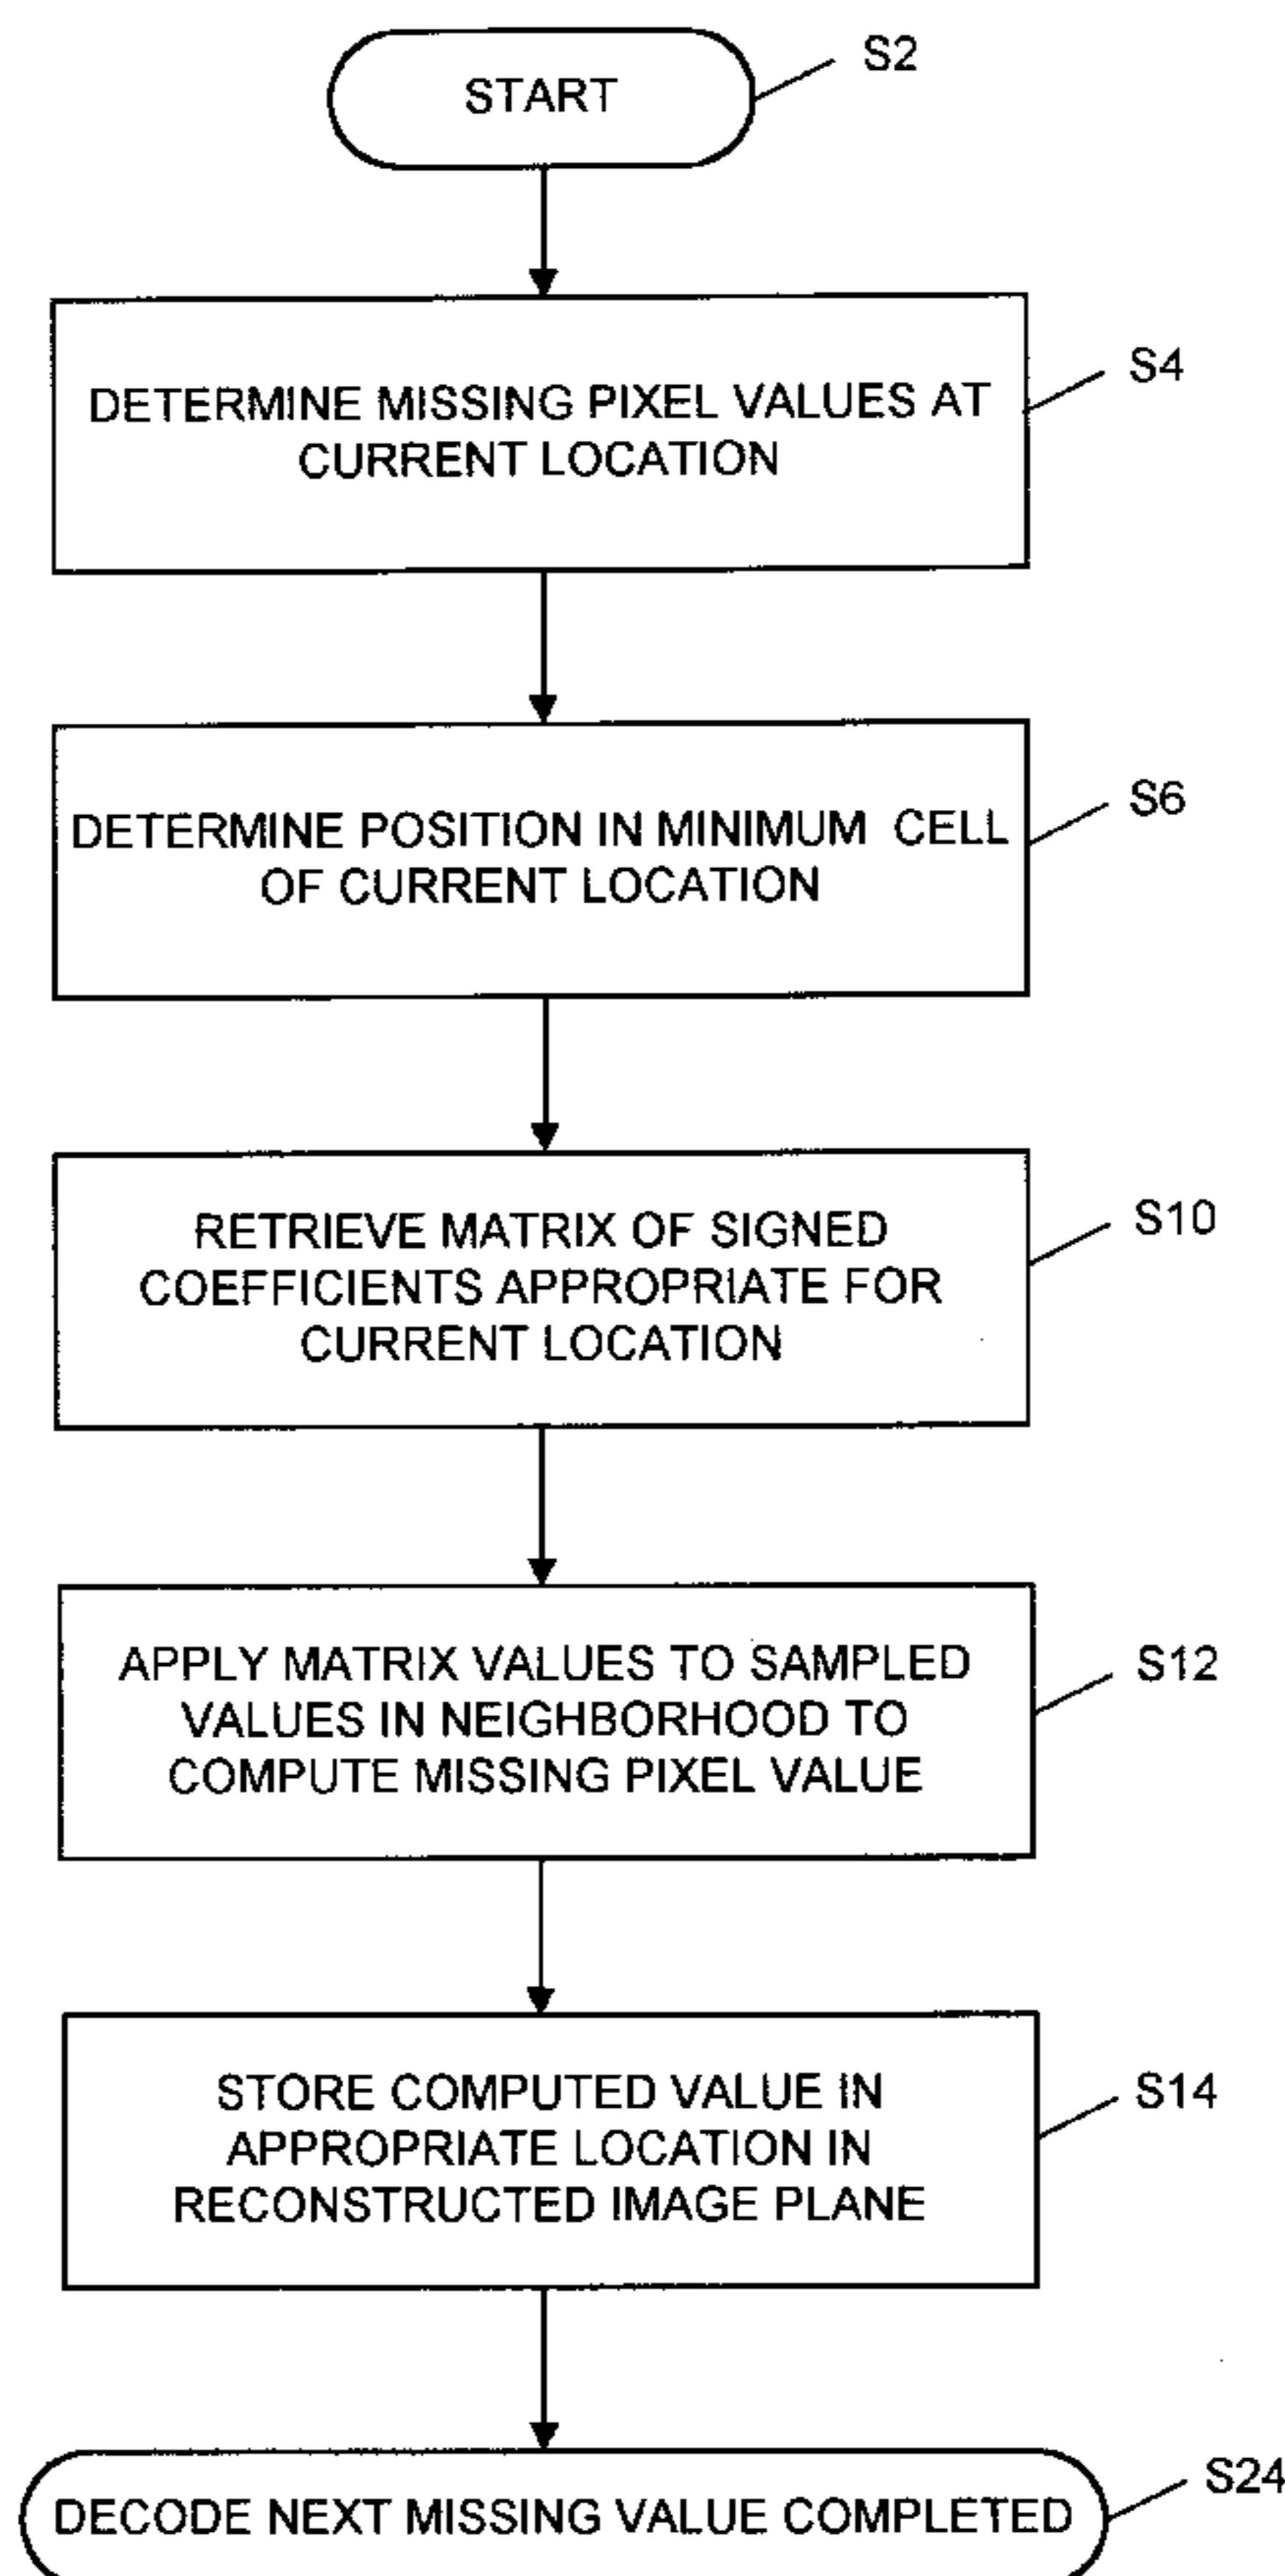 START
S2
DETERMINE MISSING PIXEL VALUES AT
CURRENT LOCATION
S4
DETERMINE POSITION IN MINIMUM CELL
OF CURRENT LOCATION
S6
RETRIEVE MATRIX OF SIGNED
COEFFICIENTS APPROPRIATE FOR
CURRENT LOCATION
S10
APPLY MATRIX VALUES TO SAMPLED
VALUES IN NEIGHBORHOOD TO
COMPUTE MISSING PIXEL VALUE
S12
STORE COMPUTED VALUE IN
APPROPRIATE LOCATION IN
RECONSTRUCTED IMAGE PLANE
S14
DECODE NEXT MISSING VALUE COMPLETED
S24